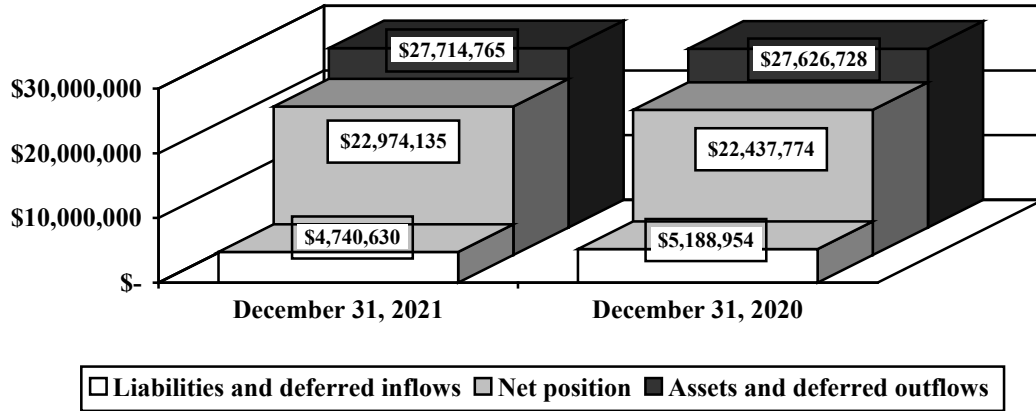 $27,714,765
$27,626,728
$30,000,000
$22,974,135
$22,437,774
$20,000,000
$10,000,000
$4,740,630
$5,188,954
$-
December 31, 2021
December 31, 2020
Liabilities and deferred inflows
Net position
Assets and deferred outflows